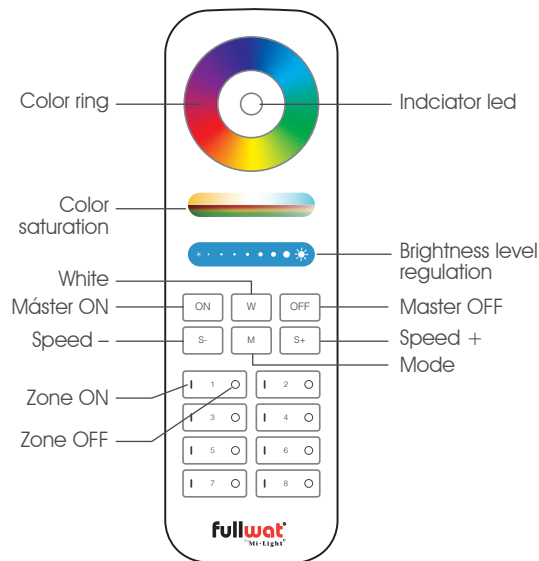 Color ring
Indciator led
Color
saturation
Brightness level
regulation
White
Máster ON
ON
W
OFF
Master OFF
Speed –
S-
M
S+
Speed +
Mode
Zone ON
I 1 O
I 2 O
Zone OFF
I 3 O
I 4 O
I 5 O
I 6 O
I 7 O
I 8 O
fullwat
by Mi·Light